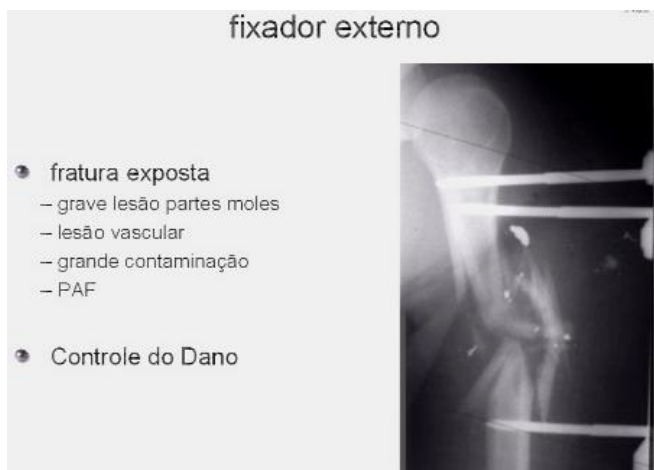 fixador externo
fratura exposta
– grave lesão partes moles
– lesão vascular
– grande contaminação
– PAF
Controle do Dano